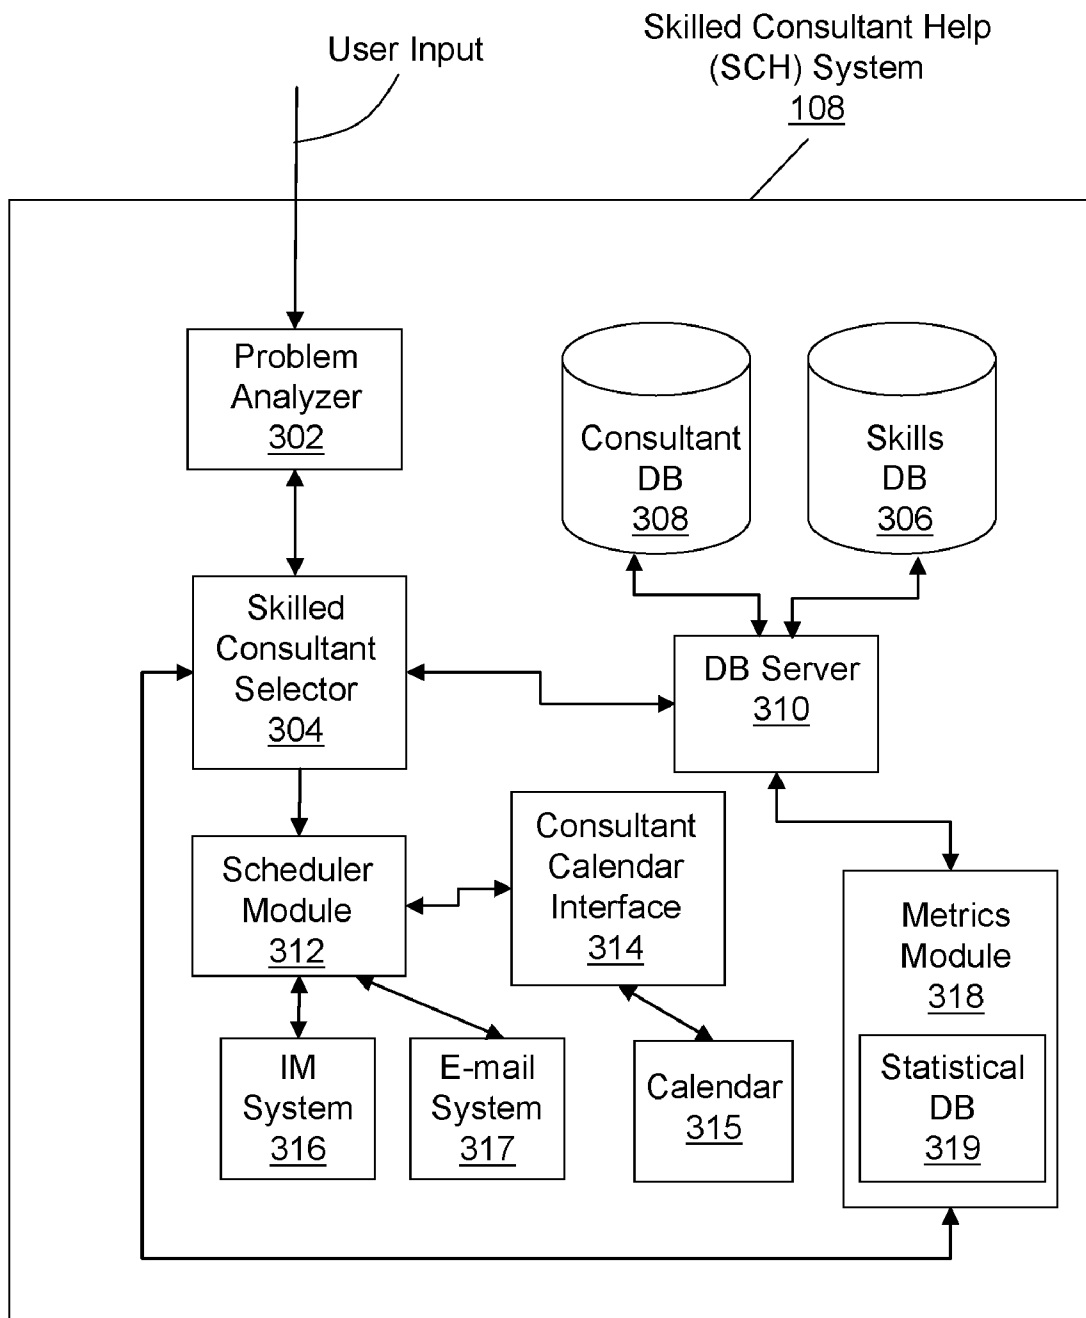 User Input
Skilled Consultant Help
(SCH) System
108
Problem
Analyzer
302
Consultant
DB
308
Skills
DB
306
Skilled
Consultant
Selector
304
DB Server
310
Scheduler
Module
312
Consultant
Calendar
Interface
314
Metrics
Module
318
IM
System
316
E-mail
System
317
Calendar
315
Statistical
DB
319